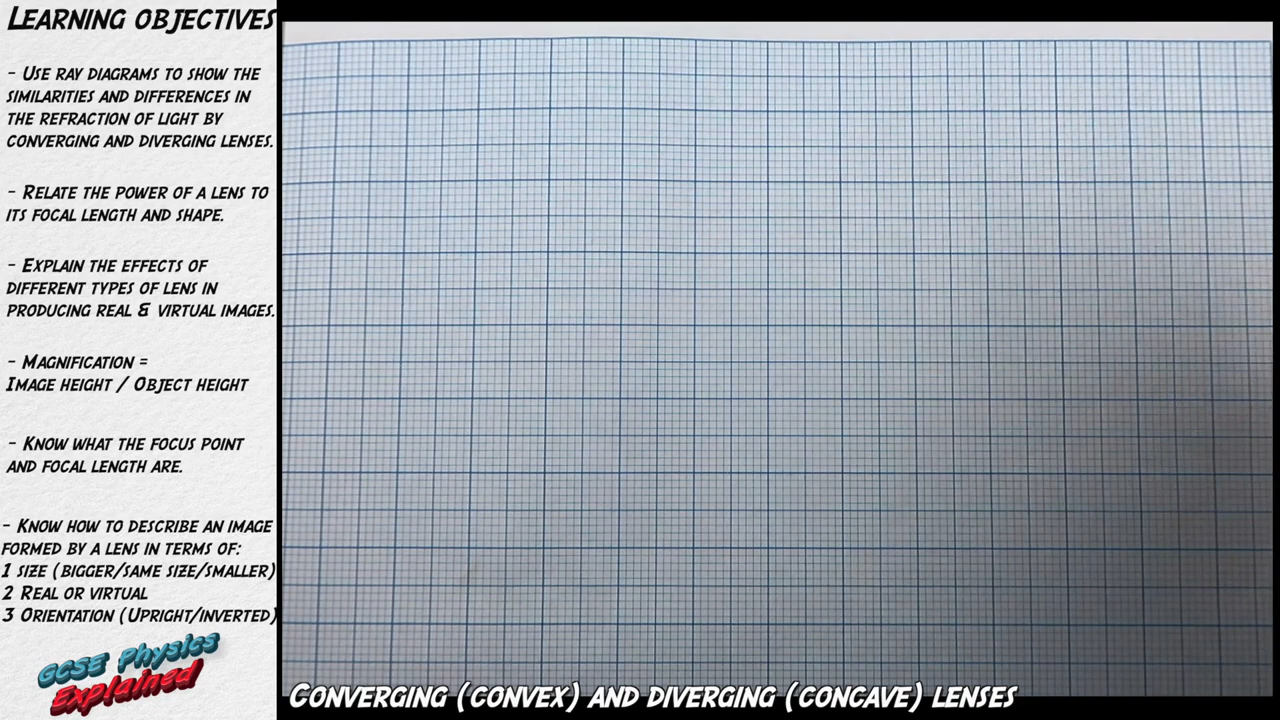 LEARNING OBJECTIVES
- USE RAY DIAGRAMS TO SHOW THE
SIMILARITIES AND DIFFERENCES IN
THE REFRACTION OF LIGHT BY
CONVERGING AND DIVERGING LENSES.
- RELATE THE POWER OF A LENS TO
ITS FOCAL LENGTH AND SHAPE.
- EXPLAIN THE EFFECTS OF
DIFFERENT TYPES OF LENS IN
PRODUCING REAL & VIRTUAL IMAGES.
- MAGNIFICATION =
IMAGE HEIGHT / OBJECT HEIGHT
- KNOW WHAT THE FOCUS POINT
AND FOCAL LENGTH ARE.
- KNOW HOW TO DESCRIBE AN IMAGE
FORMED BY A LENS IN TERMS OF:
1 SIZE (BIGGER/SAME SIZE/SMALLER)
2 REAL OR VIRTUAL
3 ORIENTATION (UPRIGHT/INVERTED)
GCSE Physics
Explained
CONVERGING (CONVEX) AND DIVERGING (CONCAVE) LENSES